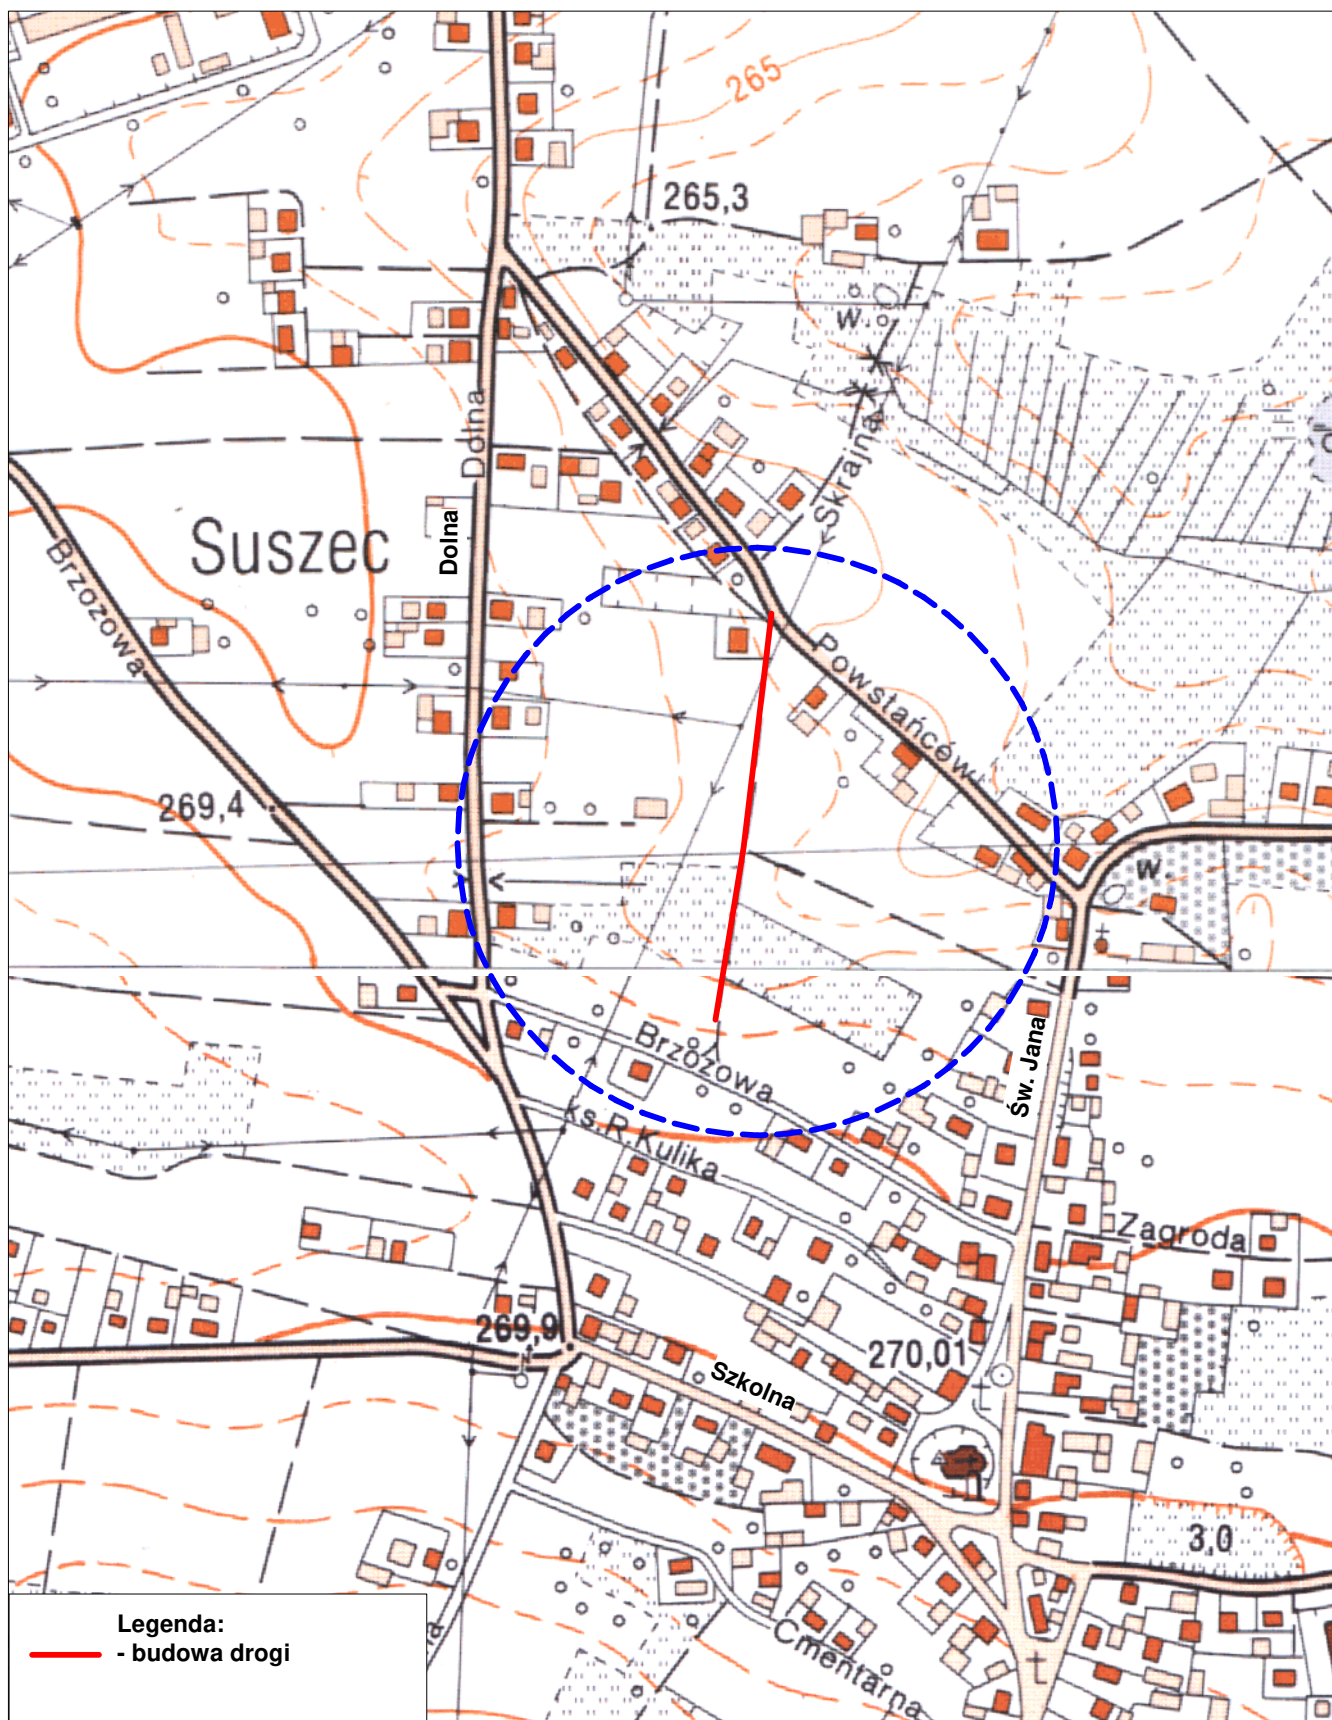 265
265,3
w.
Skrajna
Dolna
Dolna
Suszec
Brzozowa
Powstańców
269,4
w.
Brzozowa
Św. Jana
ks.R.Kulika
Zagroda
269,9
270,01
Szkolna
3,0
Cmentarna
Legenda:
- budowa drogi